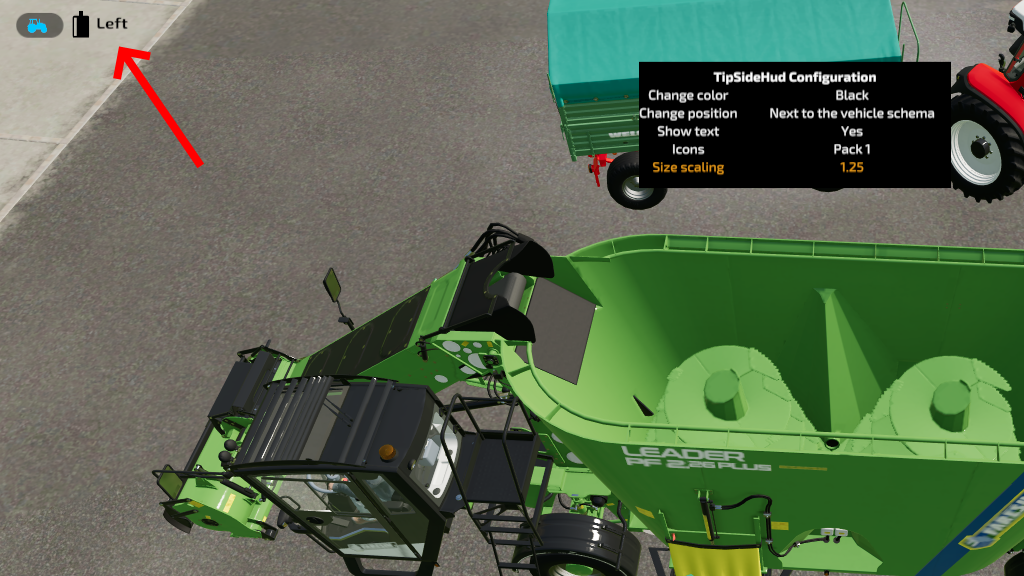 Left
TipSideHud Configuration
Change color Black
Change position Next to the vehicle schema
Show text Yes
Icons Pack 1
Size scaling 1.25
LEADER
PF 2.26 PLUS